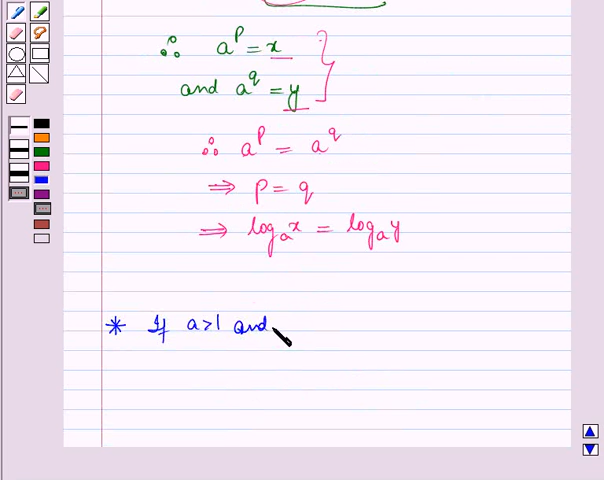 ∴ a^p = x
and a^q = y
∴ a^p = a^q
⇒ p = q
⇒ log_a x = log_a y
* If a>1 and